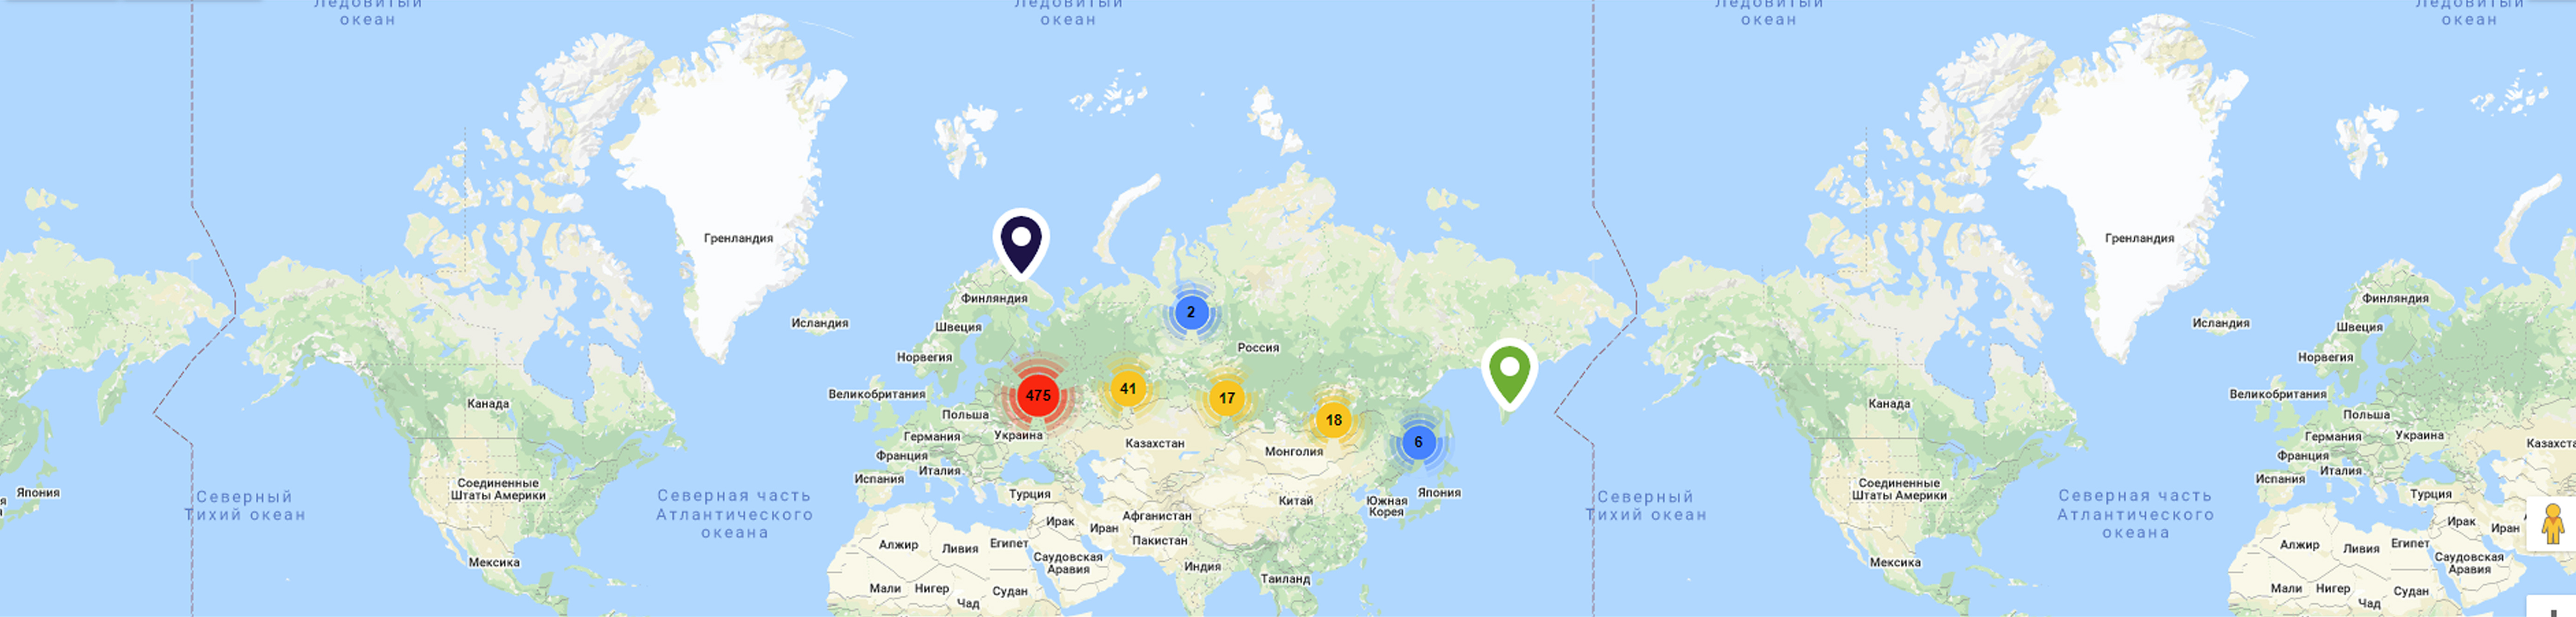 Ледовитый
океан
Ледовитый
океан
Ледовитый
океан
Ледовитый
океан
Гренландия
Исландия
Канада
Соединенные
Штаты Америки
Мексика
Северный
Тихий океан
Япония
Северная часть
Атлантического
океана
Финляндия
Швеция
Норвегия
Великобритания
Польша
Германия
Украина
Франция
Италия
Испания
Турция
Казахстан
Россия
Монголия
Китай
Южная
Корея
Япония
Афганистан
Ирак
Иран
Пакистан
Алжир
Ливия
Египет
Саудовская
Аравия
Индия
Таиланд
Мали
Нигер
Чад
Судан
475
41
2
17
18
6
Северный
Тихий океан
Гренландия
Исландия
Канада
Соединенные
Штаты Америки
Мексика
Северная часть
Атлантического
океана
Финляндия
Швеция
Норвегия
Великобритания
Польша
Германия
Украина
Франция
Италия
Испания
Турция
Казахста
Ирак
Иран
Алжир
Ливия
Египет
Саудовская
Аравия
Мали
Нигер
Чад
Судан